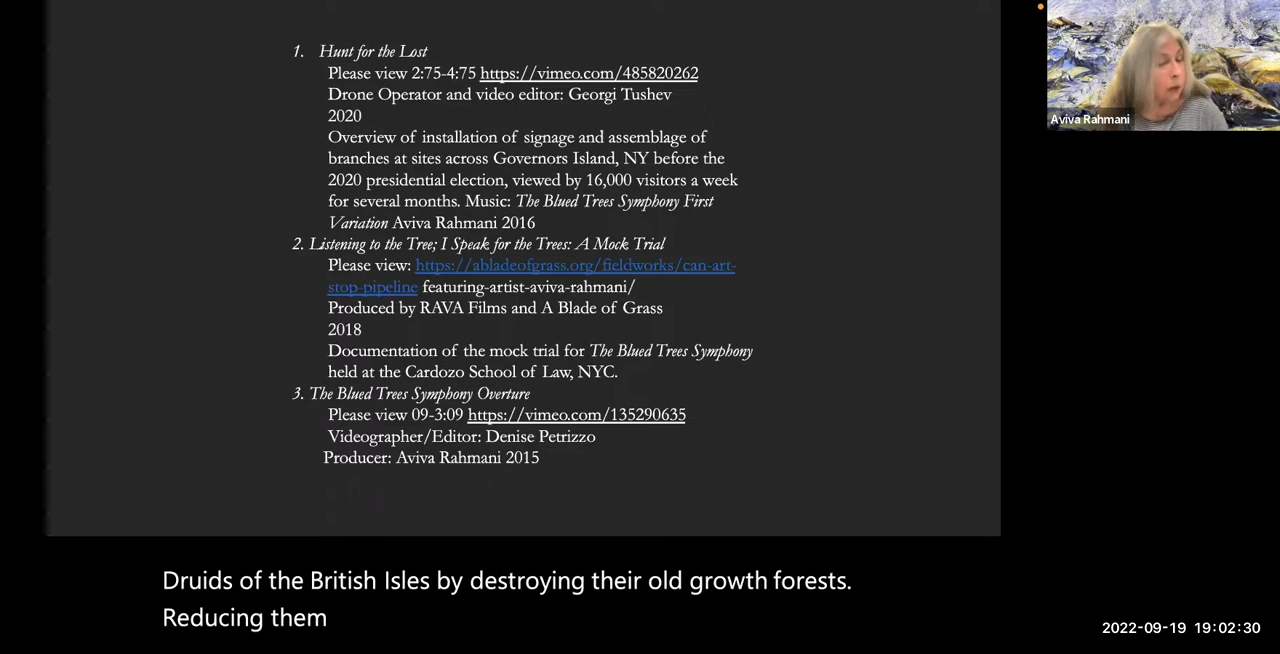 1. Hunt for the Lost
Please view 2:75-4:75 https://vimeo.com/485820262
Drone Operator and video editor: Georgi Tushev
2020
Overview of installation of signage and assemblage of
branches at sites across Governors Island, NY before the
2020 presidential election, viewed by 16,000 visitors a week
for several months. Music: The Blued Trees Symphony First
Variation Aviva Rahmani 2016
2. Listening to the Tree; I Speak for the Trees: A Mock Trial
Please view: https://abladeofgrass.org/fieldworks/can-art-
stop-pipeline featuring-artist-aviva-rahmani/
Produced by RAVA Films and A Blade of Grass
2018
Documentation of the mock trial for The Blued Trees Symphony
held at the Cardozo School of Law, NYC.
3. The Blued Trees Symphony Overture
Please view 09-3:09 https://vimeo.com/135290635
Videographer/Editor: Denise Petrizzo
Producer: Aviva Rahmani 2015
Aviva Rahmani
Druids of the British Isles by destroying their old growth forests.
Reducing them
2022-09-19 19:02:30